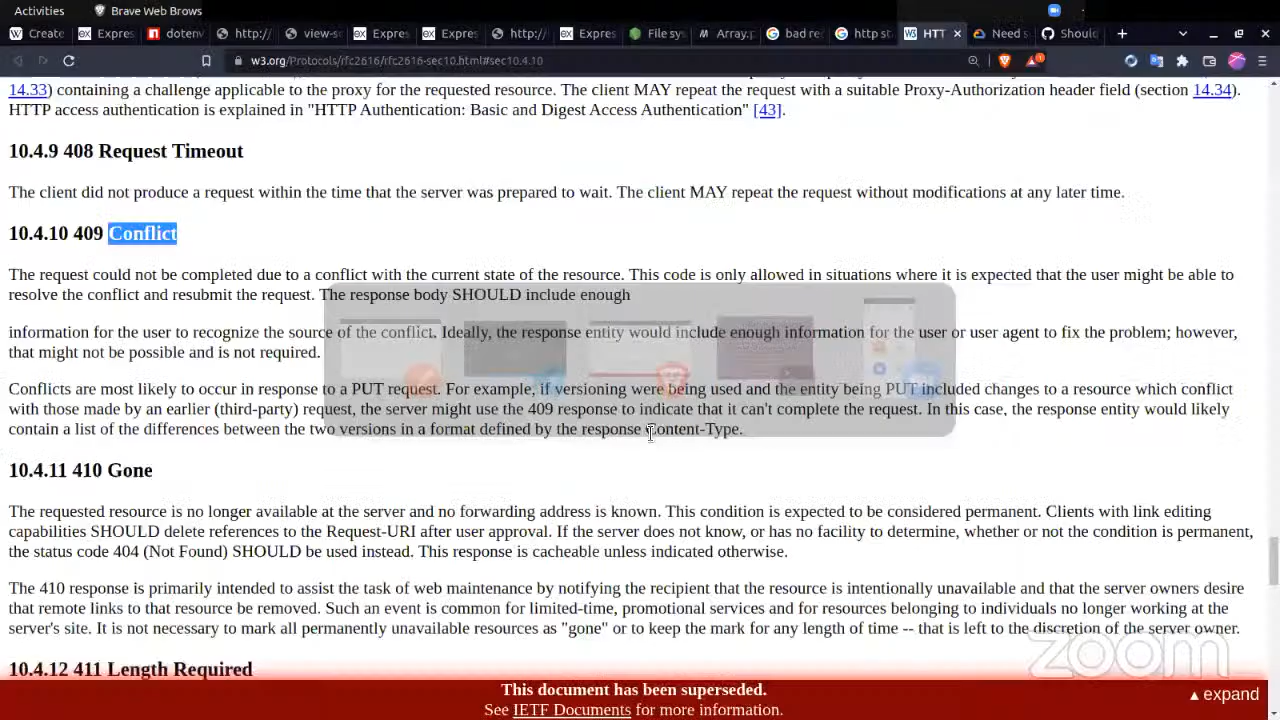 Activities
Brave Web Brows
Create
Expres
dotenv
http://
view-so
Expres
Expres
http://
Expres
File sys
Array.p
bad re
http st
HTT
Need s
Shoul
w3.org/Protocols/rfc2616/rfc2616-sec10.html#sec10.4.10
14.33) containing a challenge applicable to the proxy for the requested resource. The client MAY repeat the request with a suitable Proxy-Authorization header field (section 14.34).
HTTP access authentication is explained in "HTTP Authentication: Basic and Digest Access Authentication" [43].
10.4.9 408 Request Timeout
The client did not produce a request within the time that the server was prepared to wait. The client MAY repeat the request without modifications at any later time.
10.4.10 409 Conflict
The request could not be completed due to a conflict with the current state of the resource. This code is only allowed in situations where it is expected that the user might be able to
resolve the conflict and resubmit the request. The response body SHOULD include enough
information for the user to recognize the source of the conflict. Ideally, the response entity would include enough information for the user or user agent to fix the problem; however,
that might not be possible and is not required.
Conflicts are most likely to occur in response to a PUT request. For example, if versioning were being used and the entity being PUT included changes to a resource which conflict
with those made by an earlier (third-party) request, the server might use the 409 response to indicate that it can't complete the request. In this case, the response entity would likely
contain a list of the differences between the two versions in a format defined by the response Content-Type.
10.4.11 410 Gone
The requested resource is no longer available at the server and no forwarding address is known. This condition is expected to be considered permanent. Clients with link editing
capabilities SHOULD delete references to the Request-URI after user approval. If the server does not know, or has no facility to determine, whether or not the condition is permanent,
the status code 404 (Not Found) SHOULD be used instead. This response is cacheable unless indicated otherwise.
The 410 response is primarily intended to assist the task of web maintenance by notifying the recipient that the resource is intentionally unavailable and that the server owners desire
that remote links to that resource be removed. Such an event is common for limited-time, promotional services and for resources belonging to individuals no longer working at the
server's site. It is not necessary to mark all permanently unavailable resources as "gone" or to keep the mark for any length of time -- that is left to the discretion of the server owner.
zoom
10.4.12 411 Length Required
This document has been superseded.
See IETF Documents for more information.
▴ expand